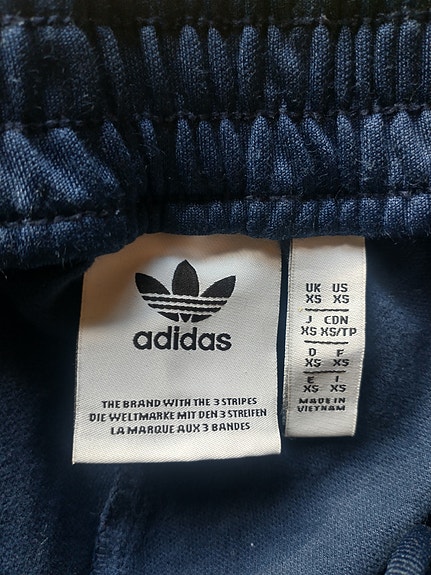 adidas
THE BRAND WITH THE 3 STRIPES
DIE WELTMARKE MIT DEN 3 STREIFEN
LA MARQUE AUX 3 BANDES
UK US
XS XS
J CDN
XS XS/TP
D F
XS XS
E I
XS XS
MADE IN
VIETNAM